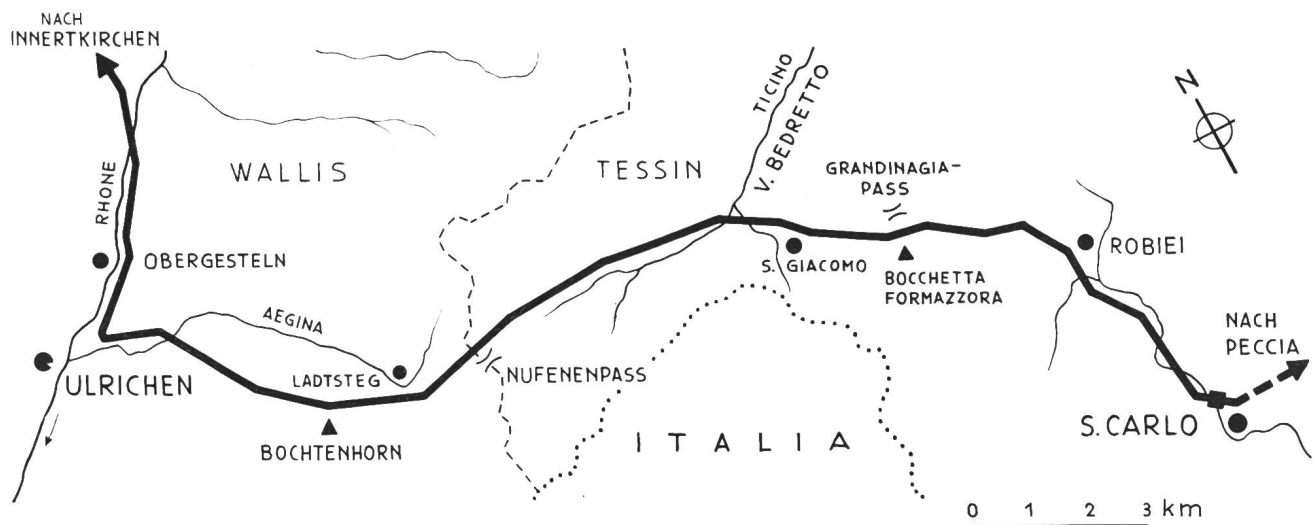 NACH
INNERTKIRCHEN
RHONE
WALLIS
OBERGESTELN
AEGINA
LADTSTEG
ULRICHEN
BOCHTENHORN
TESSIN
NUFENENPASS
TICINO
V. BEDRETTO
GRANDINAGIA-
PASS
S. GIACOMO
BOCCHETTA
FORMAZZORA
ITALIA
N
ROBIEI
NACH
PECCIA
S. CARLO
0 1 2 3 km